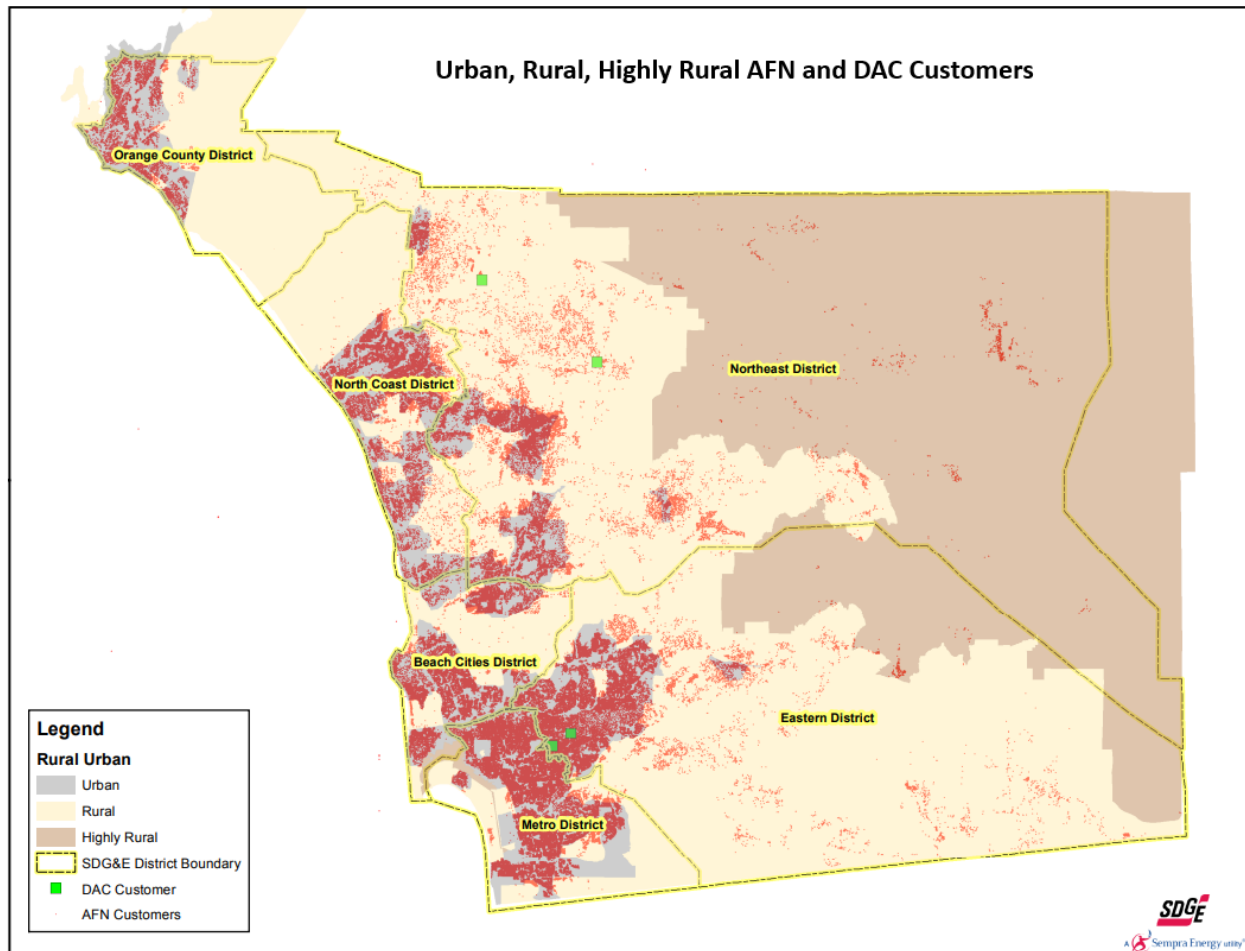 Urban, Rural, Highly Rural AFN and DAC Customers
Orange County District
North Coast District
Northeast District
Beach Cities District
Eastern District
Metro District
Legend
Rural Urban
Urban
Rural
Highly Rural
SDG&E District Boundary
DAC Customer
AFN Customers
SDGE
A Sempra Energy utility®